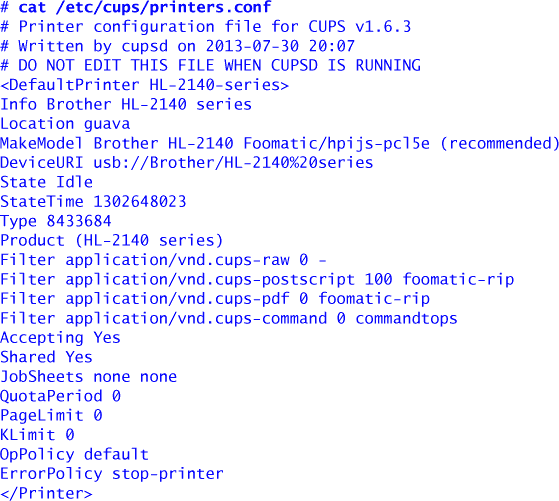 # cat /etc/cups/printers.conf
# Printer configuration file for CUPS v1.6.3
# Written by cupsd on 2013-07-30 20:07
# DO NOT EDIT THIS FILE WHEN CUPSD IS RUNNING
<DefaultPrinter HL-2140-series>
Info Brother HL-2140 series
Location guava
MakeModel Brother HL-2140 Foomatic/hpijs-pcl5e (recommended)
DeviceURI usb://Brother/HL-2140%20series
State Idle
StateTime 1302648023
Type 8433684
Product (HL-2140 series)
Filter application/vnd.cups-raw 0 -
Filter application/vnd.cups-postscript 100 foomatic-rip
Filter application/vnd.cups-pdf 0 foomatic-rip
Filter application/vnd.cups-command 0 commandtops
Accepting Yes
Shared Yes
JobSheets none none
QuotaPeriod 0
PageLimit 0
KLimit 0
OpPolicy default
ErrorPolicy stop-printer
</Printer>